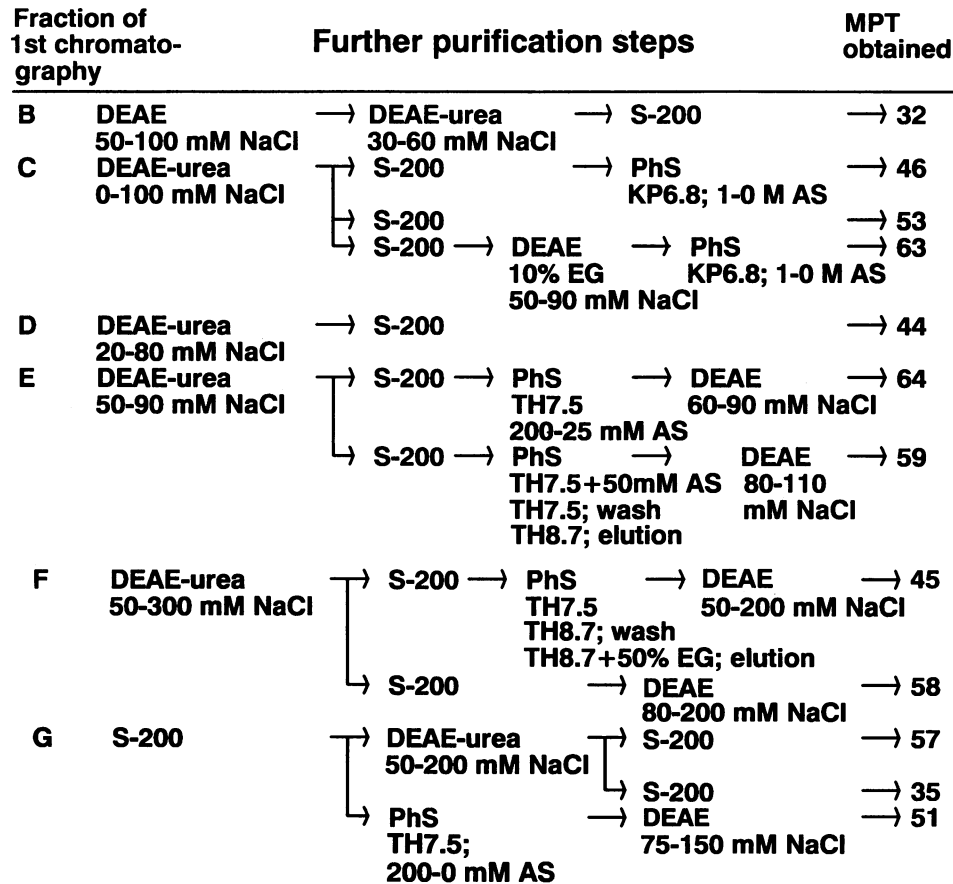 Fraction of
1st chromato-
graphy
Further purification steps
MPT
obtained
B DEAE → DEAE-urea → S-200 → 32
50-100 mM NaCl 30-60 mM NaCl
C DEAE-urea → S-200 → PhS → 46
0-100 mM NaCl KP6.8; 1-0 M AS
→ S-200 → 53
→ S-200 → DEAE → PhS → 63
10% EG KP6.8; 1-0 M AS
50-90 mM NaCl
D DEAE-urea → S-200 → 44
20-80 mM NaCl
E DEAE-urea → S-200 → PhS → DEAE → 64
50-90 mM NaCl TH7.5 60-90 mM NaCl
200-25 mM AS
→ S-200 → PhS → DEAE → 59
TH7.5+50mM AS 80-110
TH7.5; wash mM NaCl
TH8.7; elution
F DEAE-urea → S-200 → PhS → DEAE → 45
50-300 mM NaCl TH7.5 50-200 mM NaCl
TH8.7; wash
TH8.7+50% EG; elution
→ S-200 → DEAE → 58
80-200 mM NaCl
G S-200 → DEAE-urea → S-200 → 57
50-200 mM NaCl
→ S-200 → 35
→ PhS → DEAE → 51
TH7.5; 75-150 mM NaCl
200-0 mM AS